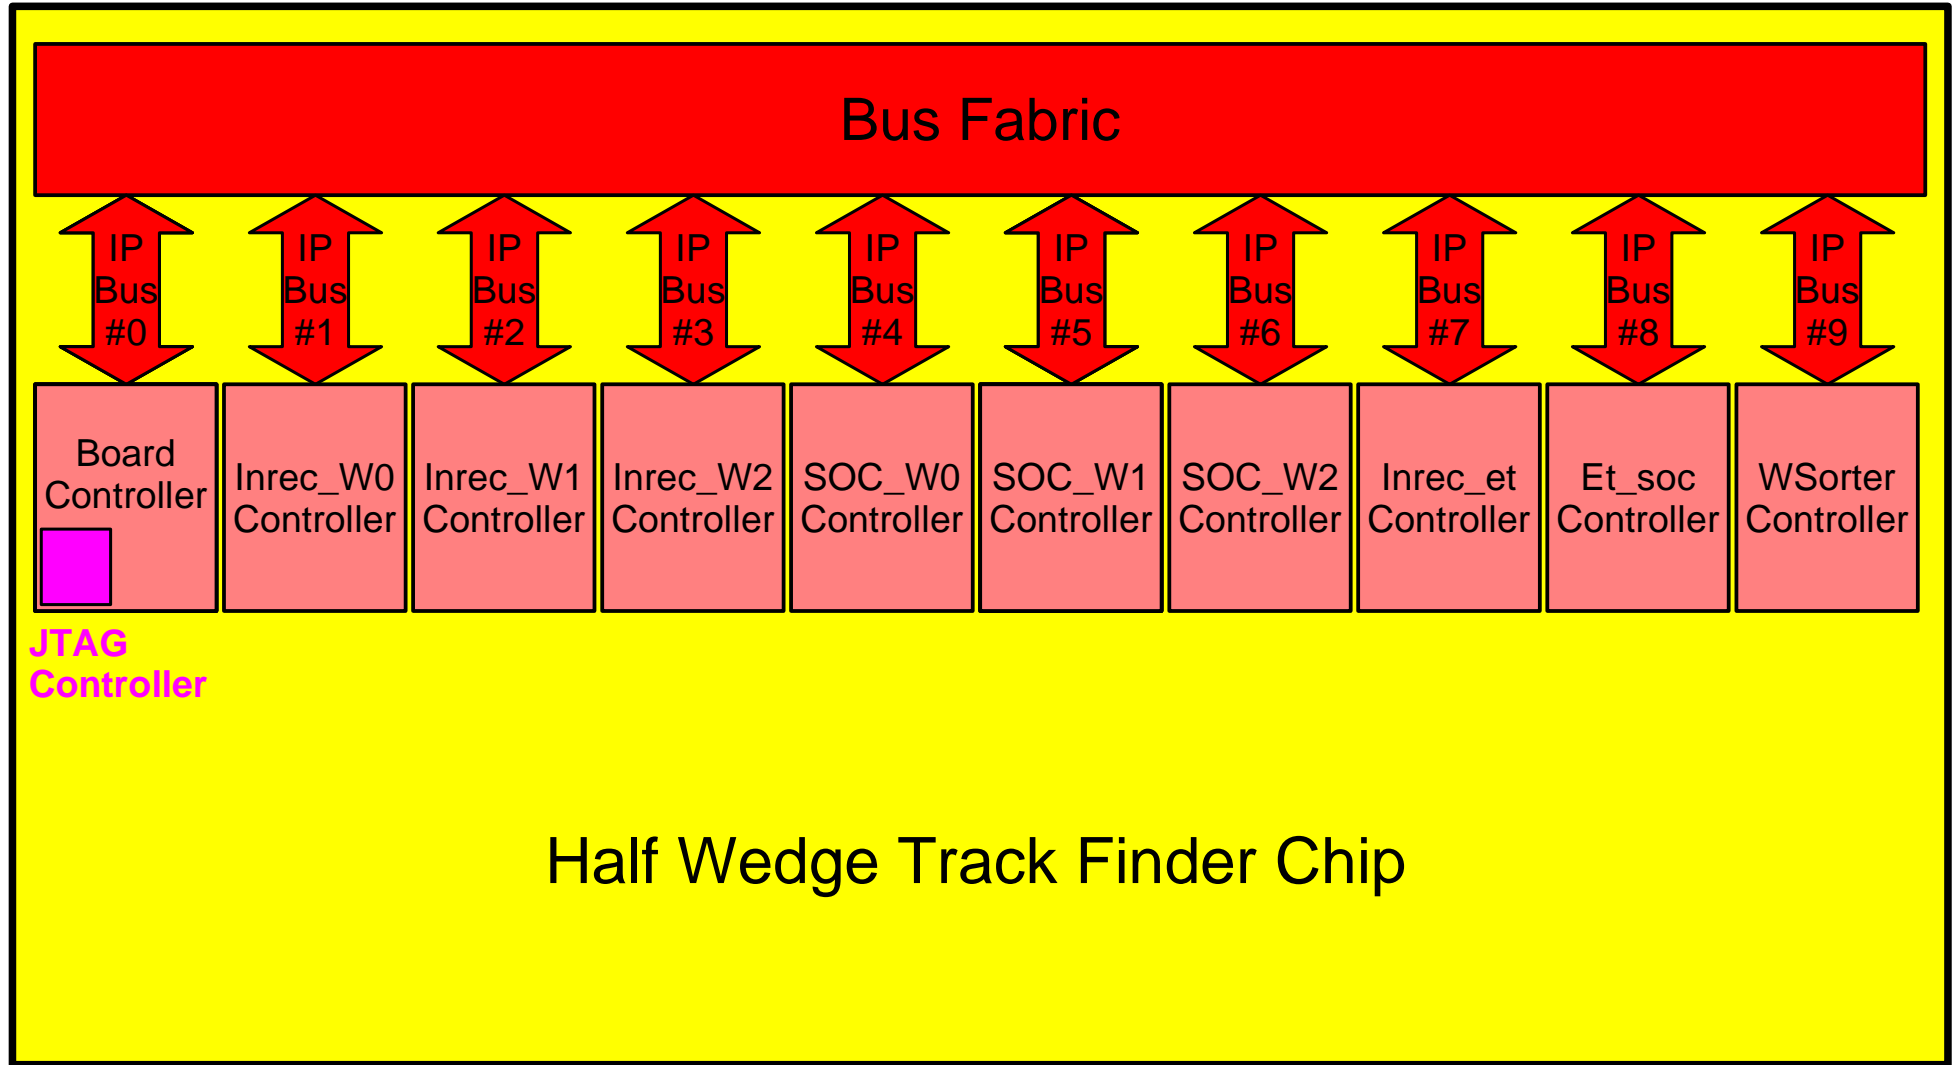 Bus Fabric
IP
Bus
#0
IP
Bus
#1
IP
Bus
#2
IP
Bus
#3
IP
Bus
#4
IP
Bus
#5
IP
Bus
#6
IP
Bus
#7
IP
Bus
#8
IP
Bus
#9
Board
Controller
Inrec_W0
Controller
Inrec_W1
Controller
Inrec_W2
Controller
SOC_W0
Controller
SOC_W1
Controller
SOC_W2
Controller
Inrec_et
Controller
Et_soc
Controller
WSorter
Controller
JTAG
Controller
Half Wedge Track Finder Chip